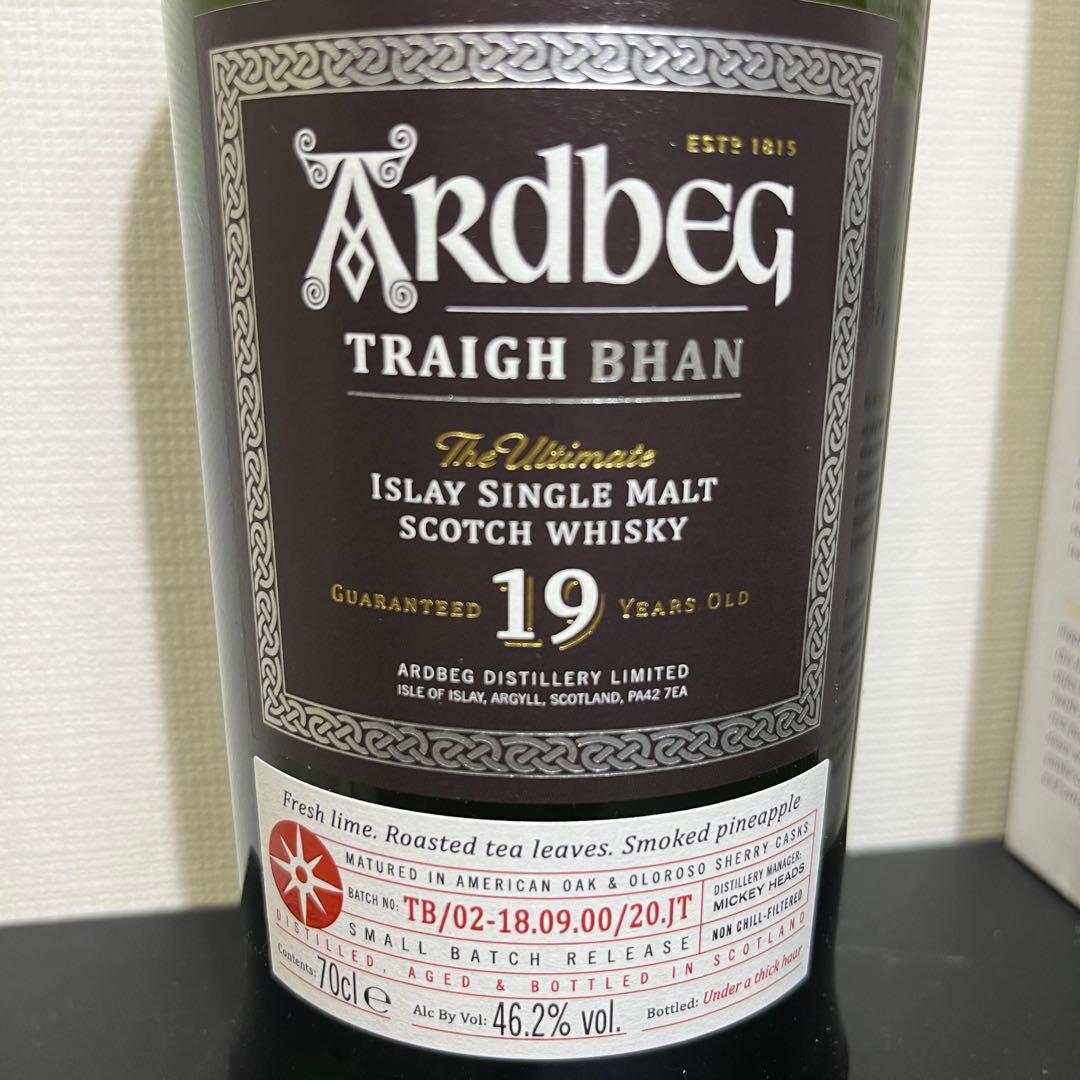 ESTD 1815
ARDBEG
TRAIGH BHAN
The Ultimate
ISLAY SINGLE MALT
SCOTCH WHISKY
GUARANTEED 19 YEARS OLD
ARDBEG DISTILLERY LIMITED
ISLE OF ISLAY, ARGYLL, SCOTLAND, PA42 7EA
Fresh lime. Roasted tea leaves. Smoked pineapple
MATURED IN AMERICAN OAK & OLOROSO SHERRY CASKS
BATCH NO: TB/02-18.09.00/20.JT
DISTILLERY MANAGER:
MICKEY HEADS
SMALL BATCH RELEASE
NON CHILL-FILTERED
DISTILLED, AGED & BOTTLED IN SCOTLAND
Contents: 70cl e
Alc By Vol: 46.2% vol.
Bottled: Under a thick haar